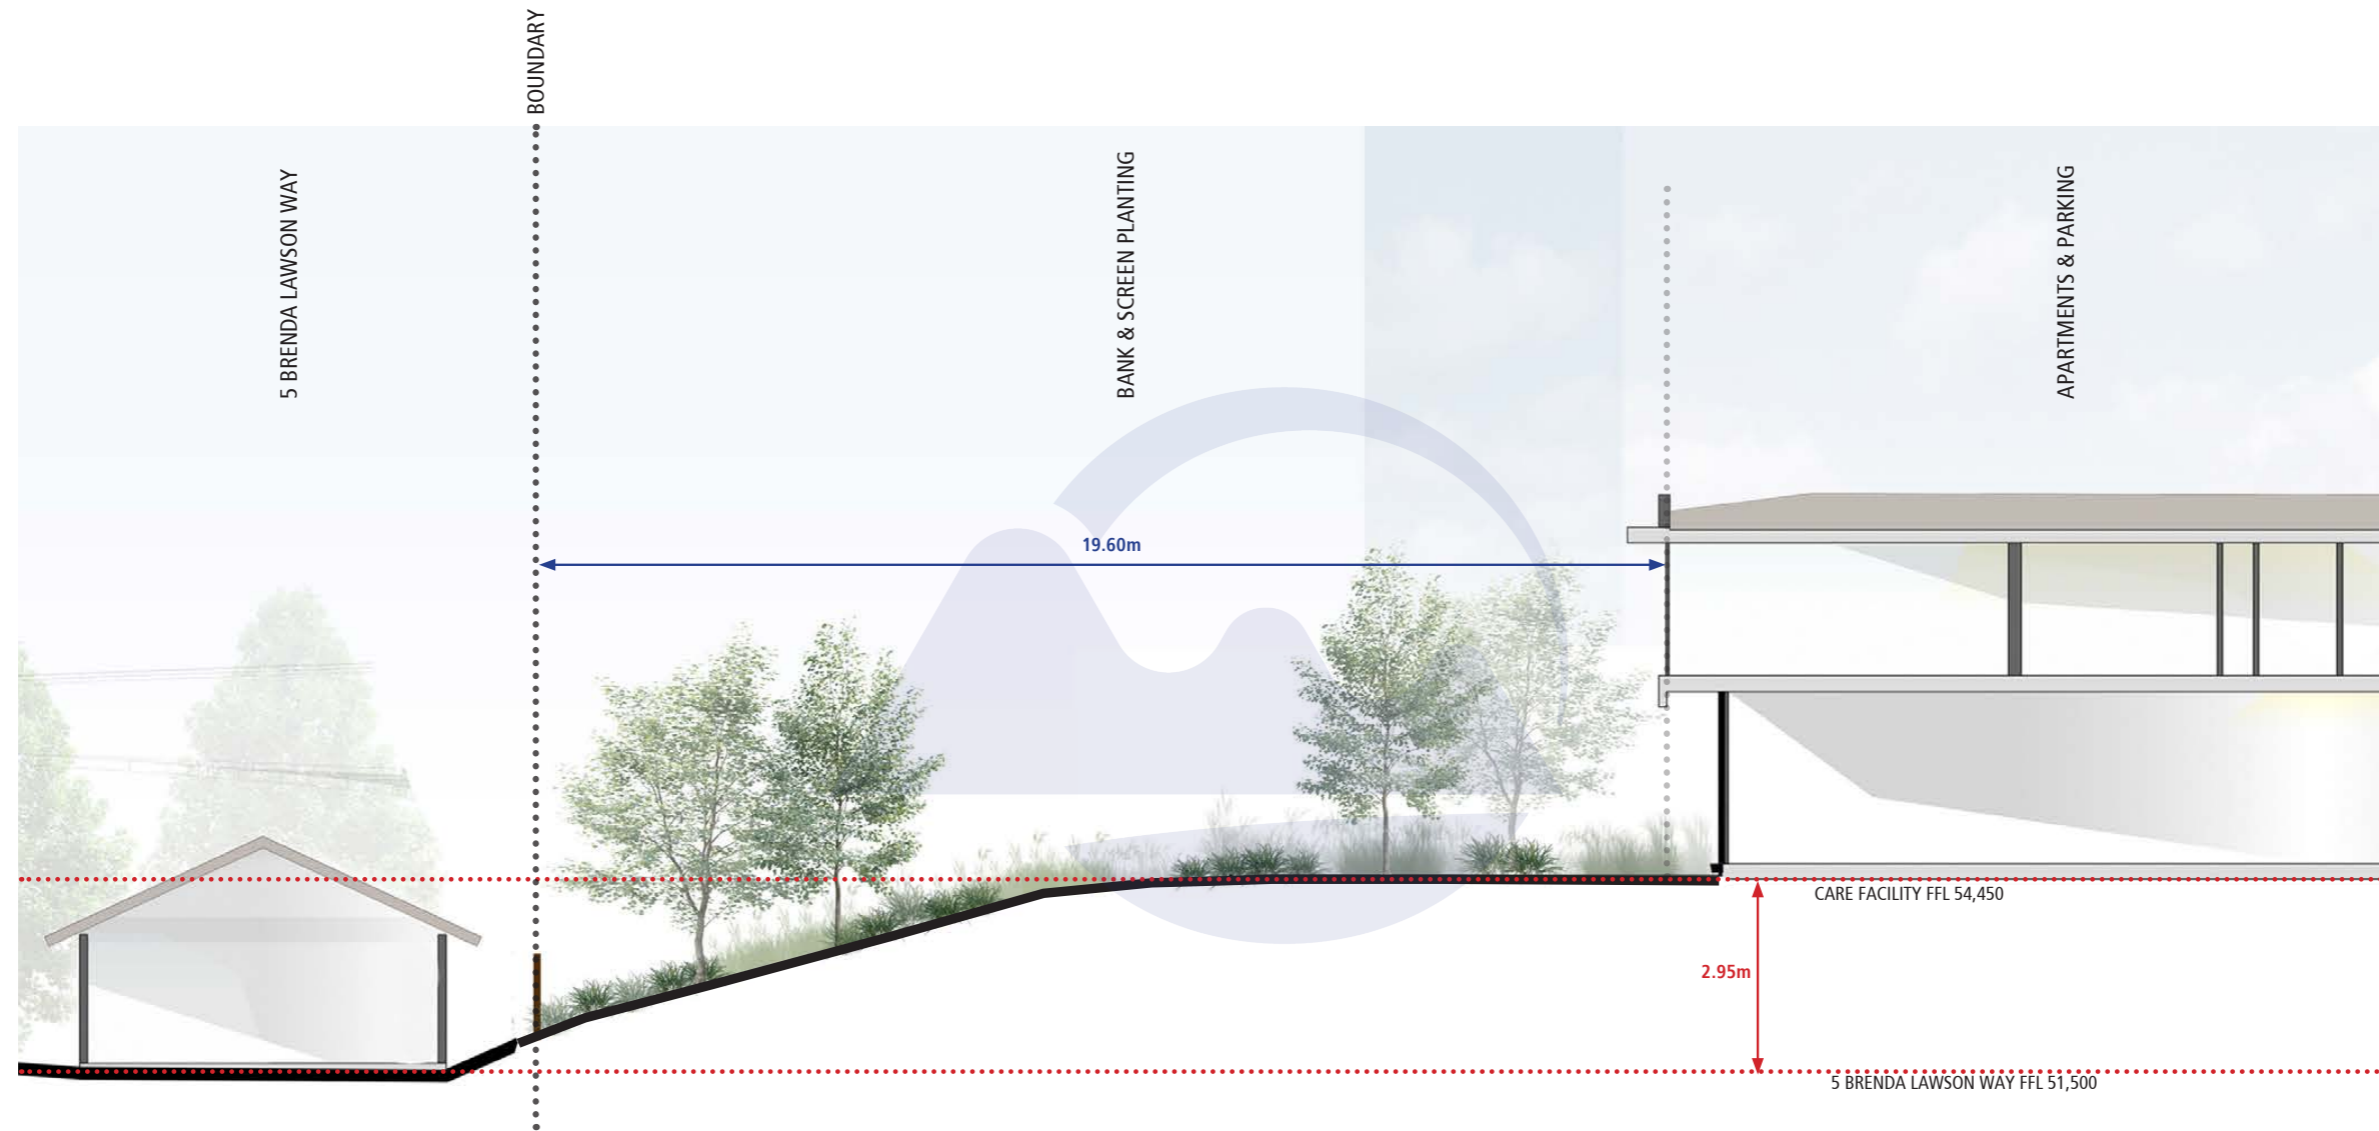 BOUNDARY
5 BRENDA LAWSON WAY
BANK & SCREEN PLANTING
APARTMENTS & PARKING
19.60m
CARE FACILITY FFL 54,450
2.95m
5 BRENDA LAWSON WAY FFL 51,500